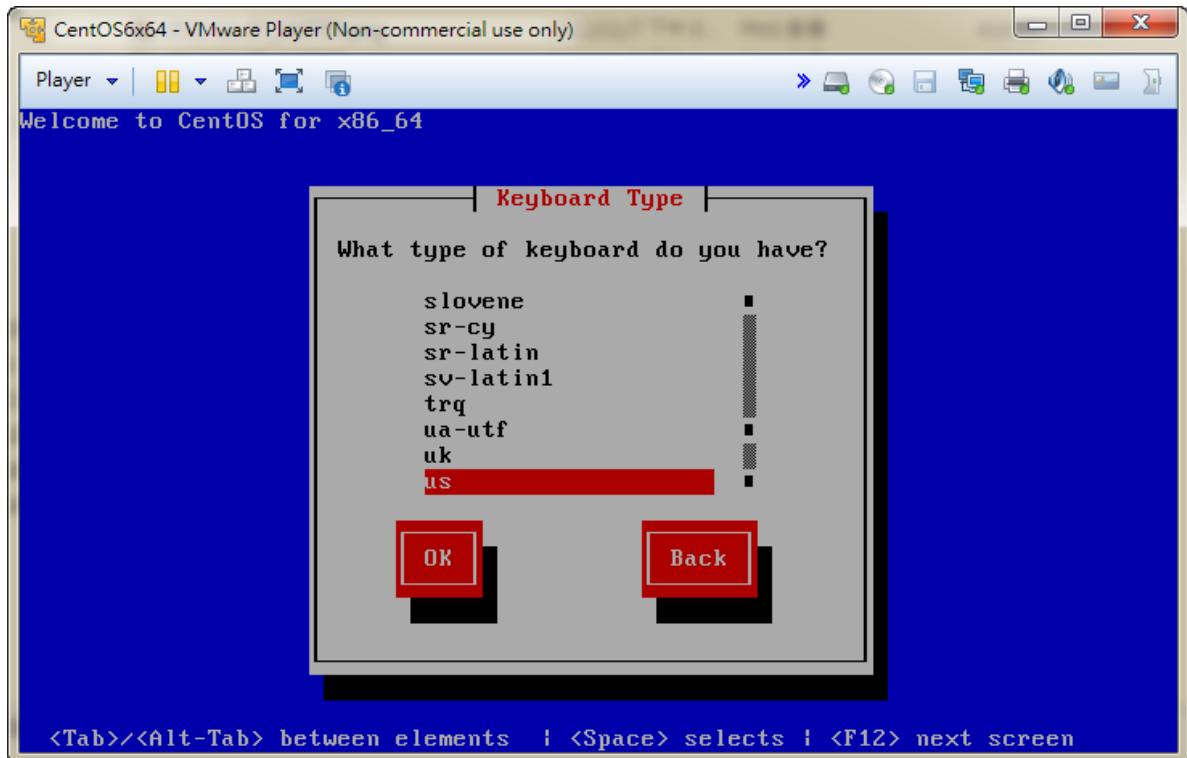 CentOS6x64 - VMware Player (Non-commercial use only)
Player
Welcome to CentOS for x86_64
Keyboard Type
What type of keyboard do you have?
slovene
sr-cy
sr-latin
sv-latin1
trq
ua-utf
uk
us
OK Back
<Tab>/<Alt-Tab> between elements | <Space> selects | <F12> next screen